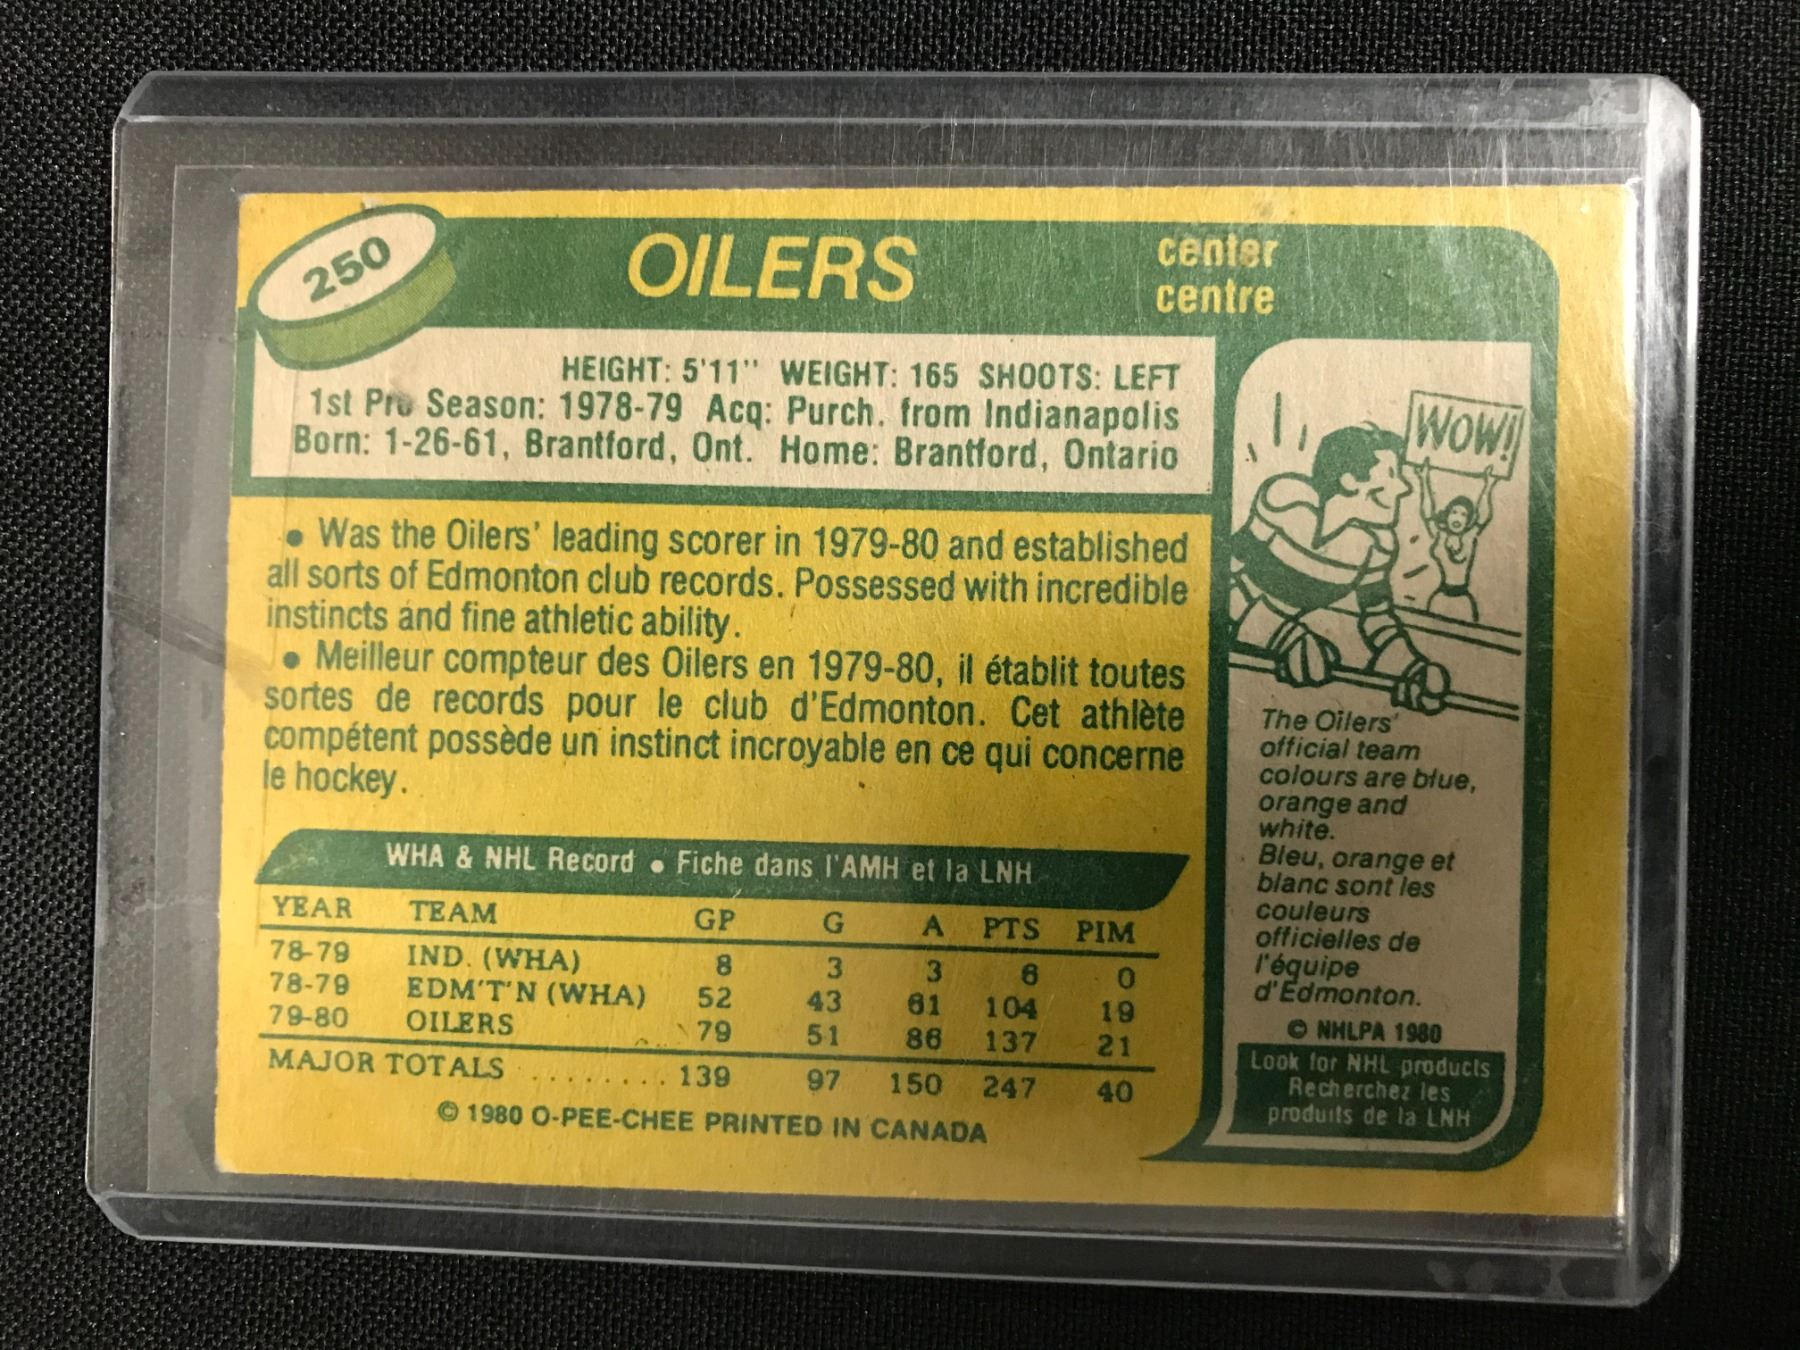 250
OILERS
center
centre
HEIGHT: 5'11" WEIGHT: 165 SHOOTS: LEFT
1st Pro Season: 1978-79 Acq: Purch. from Indianapolis
Born: 1-26-61, Brantford, Ont. Home: Brantford, Ontario
• Was the Oilers' leading scorer in 1979-80 and established
all sorts of Edmonton club records. Possessed with incredible
instincts and fine athletic ability.
• Meilleur compteur des Oilers en 1979-80, il établit toutes
sortes de records pour le club d'Edmonton. Cet athlète
compétent possède un instinct incroyable en ce qui concerne
le hockey.
WHA & NHL Record • Fiche dans l'AMH et la LNH
YEAR TEAM GP G A PTS PIM
78-79 IND. (WHA) 8 3 3 6 0
78-79 EDM'T'N (WHA) 52 43 61 104 19
79-80 OILERS 79 51 86 137 21
MAJOR TOTALS ........ 139 97 150 247 40
© 1980 O-PEE-CHEE PRINTED IN CANADA
WOW!
The Oilers'
official team
colours are blue,
orange and
white.
Bleu, orange et
blanc sont les
couleurs
officielles de
l'équipe
d'Edmonton.
© NHLPA 1980
Look for NHL products
Recherchez les
produits de la LNH